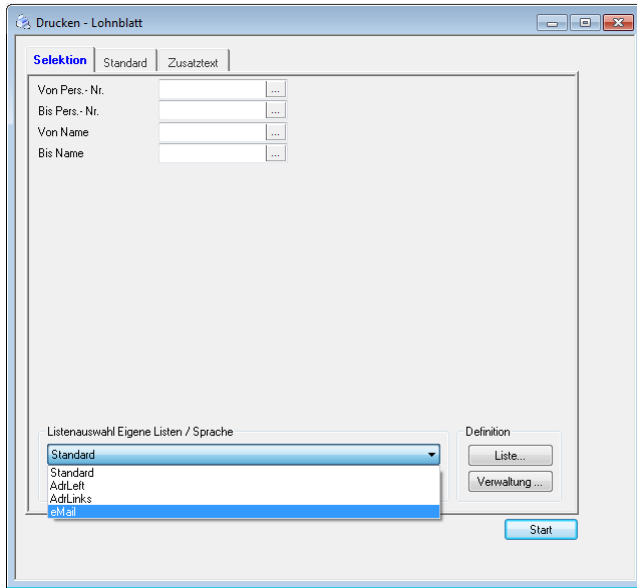 Drucken - Lohnblatt
Selektion
Standard
Zusatztext
Von Pers.- Nr.
...
Bis Pers.- Nr.
...
Von Name
...
Bis Name
...
Listenauswahl Eigene Listen / Sprache
Definition
Standard
Liste...
Standard
AdrLeft
Verwaltung ...
AdrLinks
eMail
Start